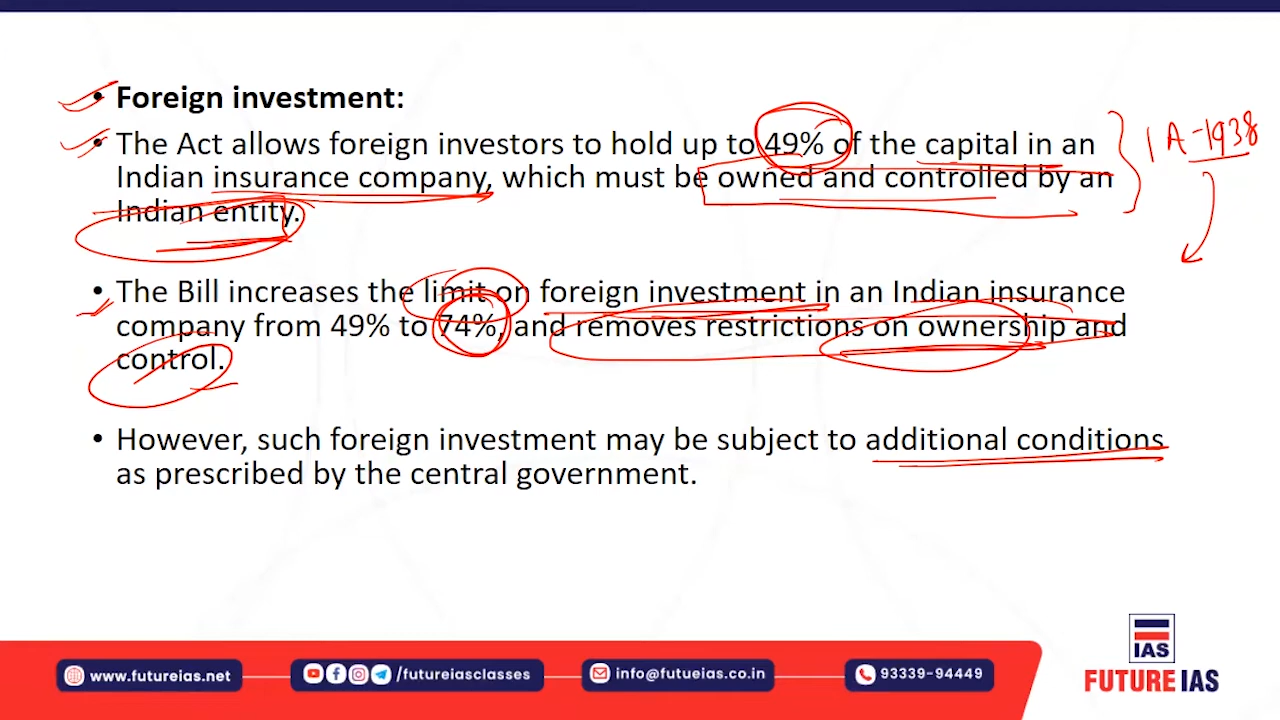 • Foreign investment:
• The Act allows foreign investors to hold up to 49% of the capital in an
Indian insurance company, which must be owned and controlled by an
Indian entity.
IA-1938
• The Bill increases the limit on foreign investment in an Indian insurance
company from 49% to 74%, and removes restrictions on ownership and
control.
• However, such foreign investment may be subject to additional conditions
as prescribed by the central government.
IAS
FUTURE IAS
www.futureias.net
/futureiasclasses
info@futueias.co.in
93339-94449